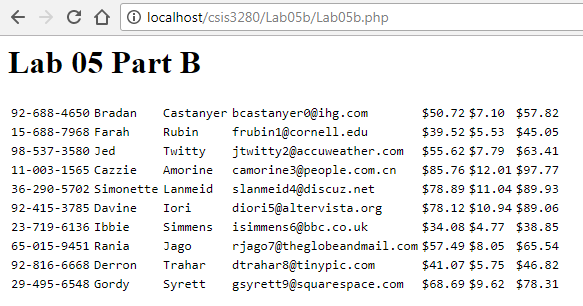 localhost/csis3280/Lab05b/Lab05b.php
Lab 05 Part B
92-688-4650 Bradan Castanyer bcastanyer0@ihg.com $50.72 $7.10 $57.82
15-688-7968 Farah Rubin frubin1@cornell.edu $39.52 $5.53 $45.05
98-537-3580 Jed Twitty jtwitty2@accuweather.com $55.62 $7.79 $63.41
11-003-1565 Cazzie Amorine camorine3@people.com.cn $85.76 $12.01 $97.77
36-290-5702 Simonette Lanmeid slanmeid4@discuz.net $78.89 $11.04 $89.93
92-415-3785 Davine Iori diori5@altervista.org $78.12 $10.94 $89.06
23-719-6136 Ibbie Simmens isimmens6@bbc.co.uk $34.08 $4.77 $38.85
65-015-9451 Rania Jago rjago7@theglobeandmail.com $57.49 $8.05 $65.54
92-816-6668 Derron Trahar dtrahar8@tinypic.com $41.07 $5.75 $46.82
29-495-6548 Gordy Syrett gsyrett9@squarespace.com $68.69 $9.62 $78.31